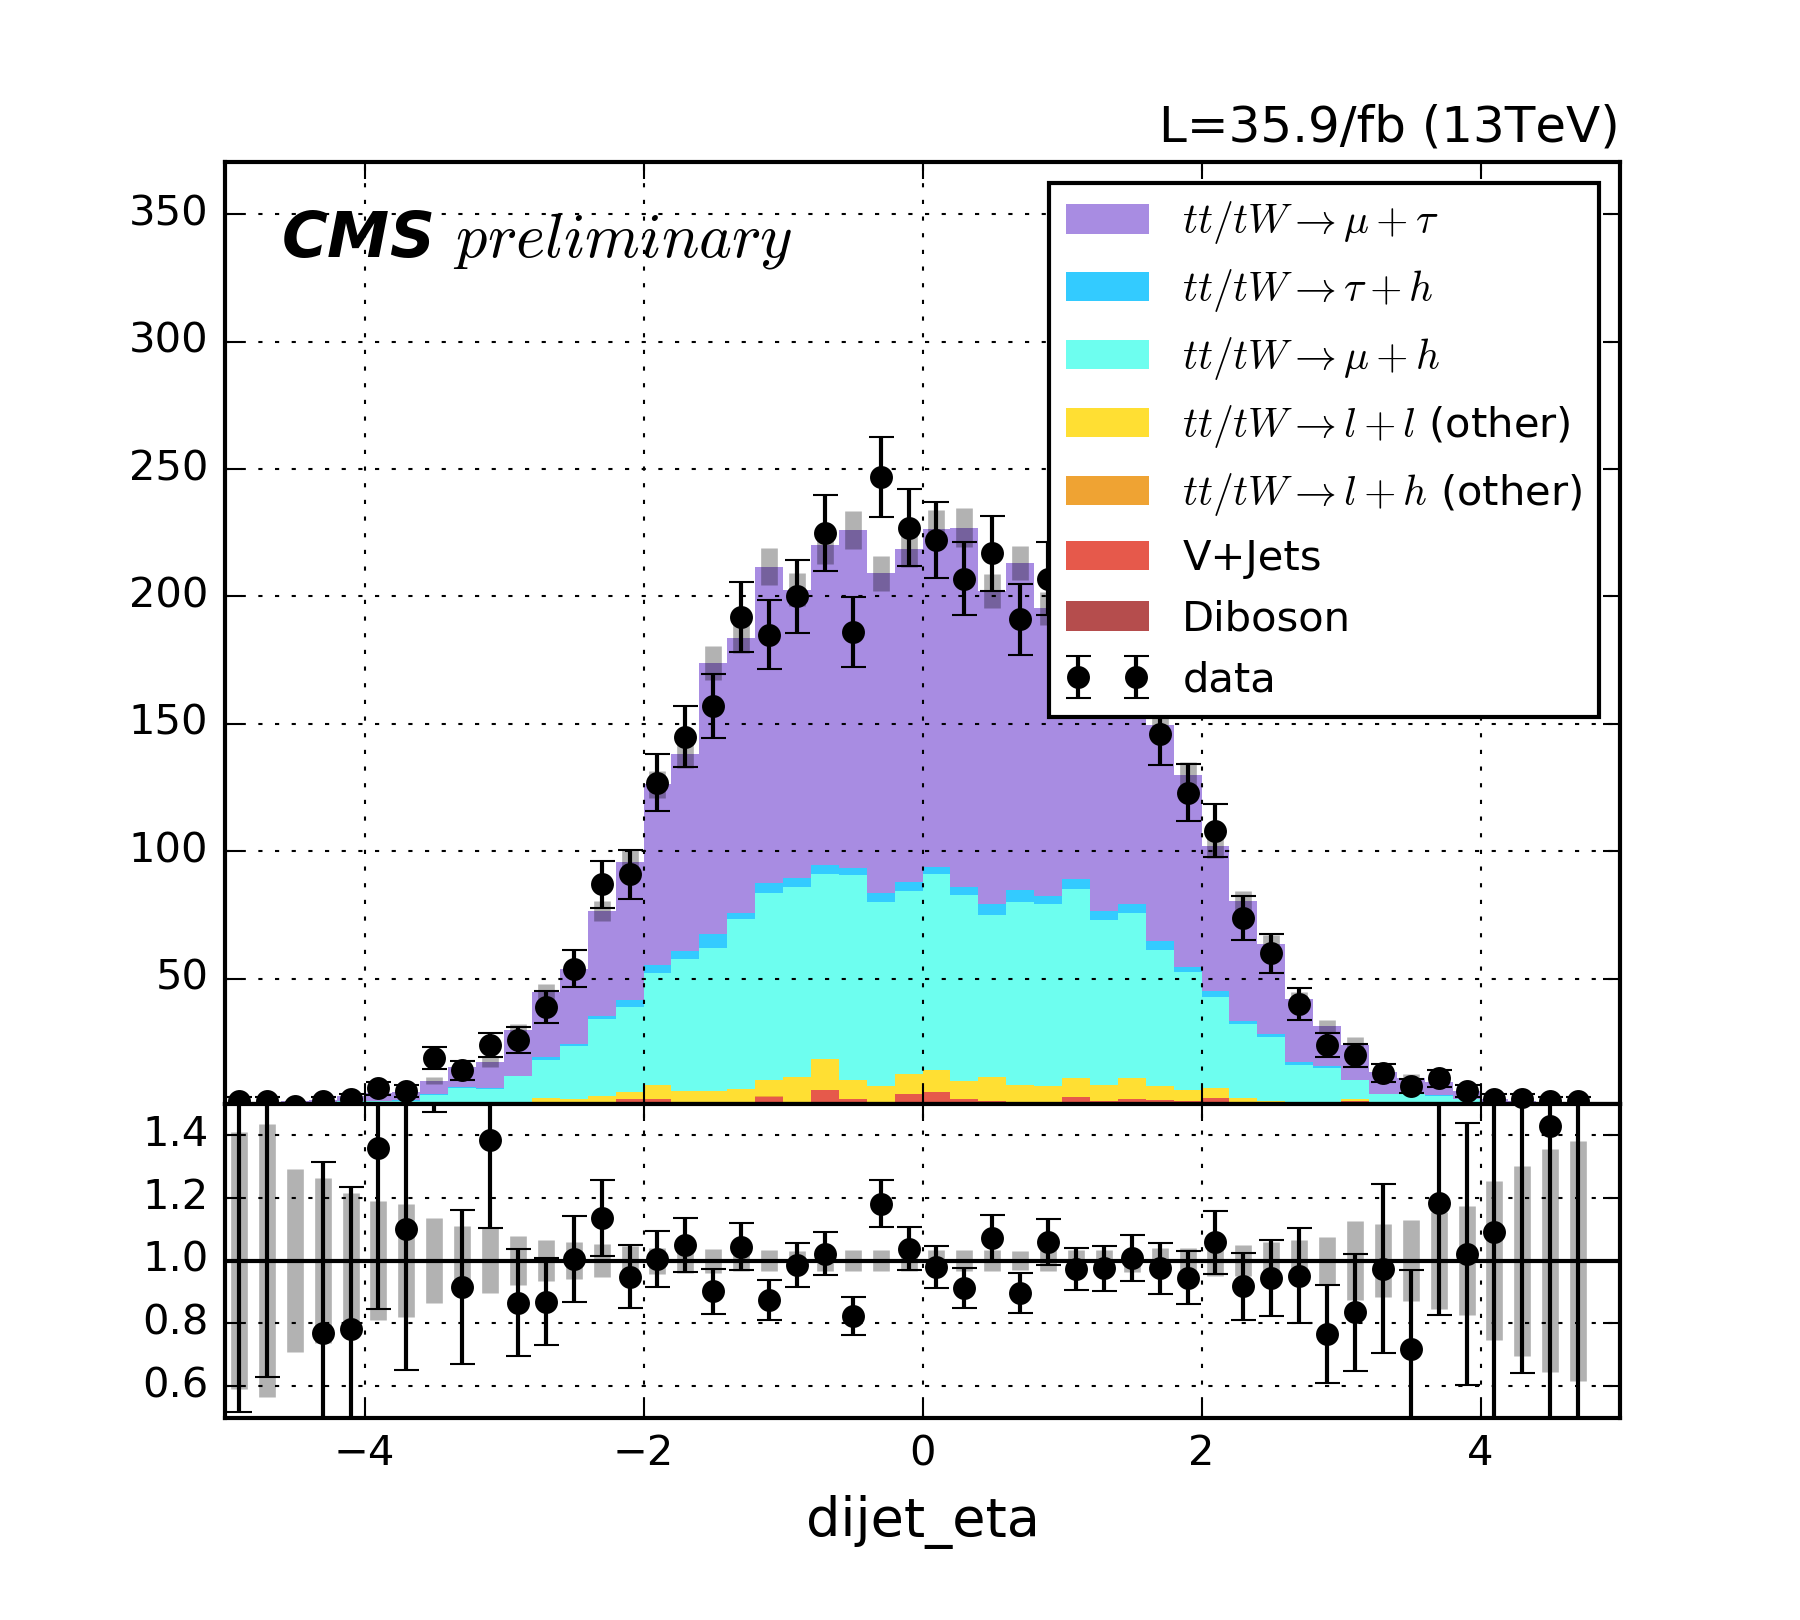 L=35.9/fb (13TeV)
CMS preliminary
350
300
250
200
150
100
50
tt/tW→μ+τ
tt/tW→τ+h
tt/tW→μ+h
tt/tW→l+l (other)
tt/tW→l+h (other)
V+Jets
Diboson
data
1.4
1.2
1.0
0.8
0.6
−4 −2 0 2 4
dijet_eta